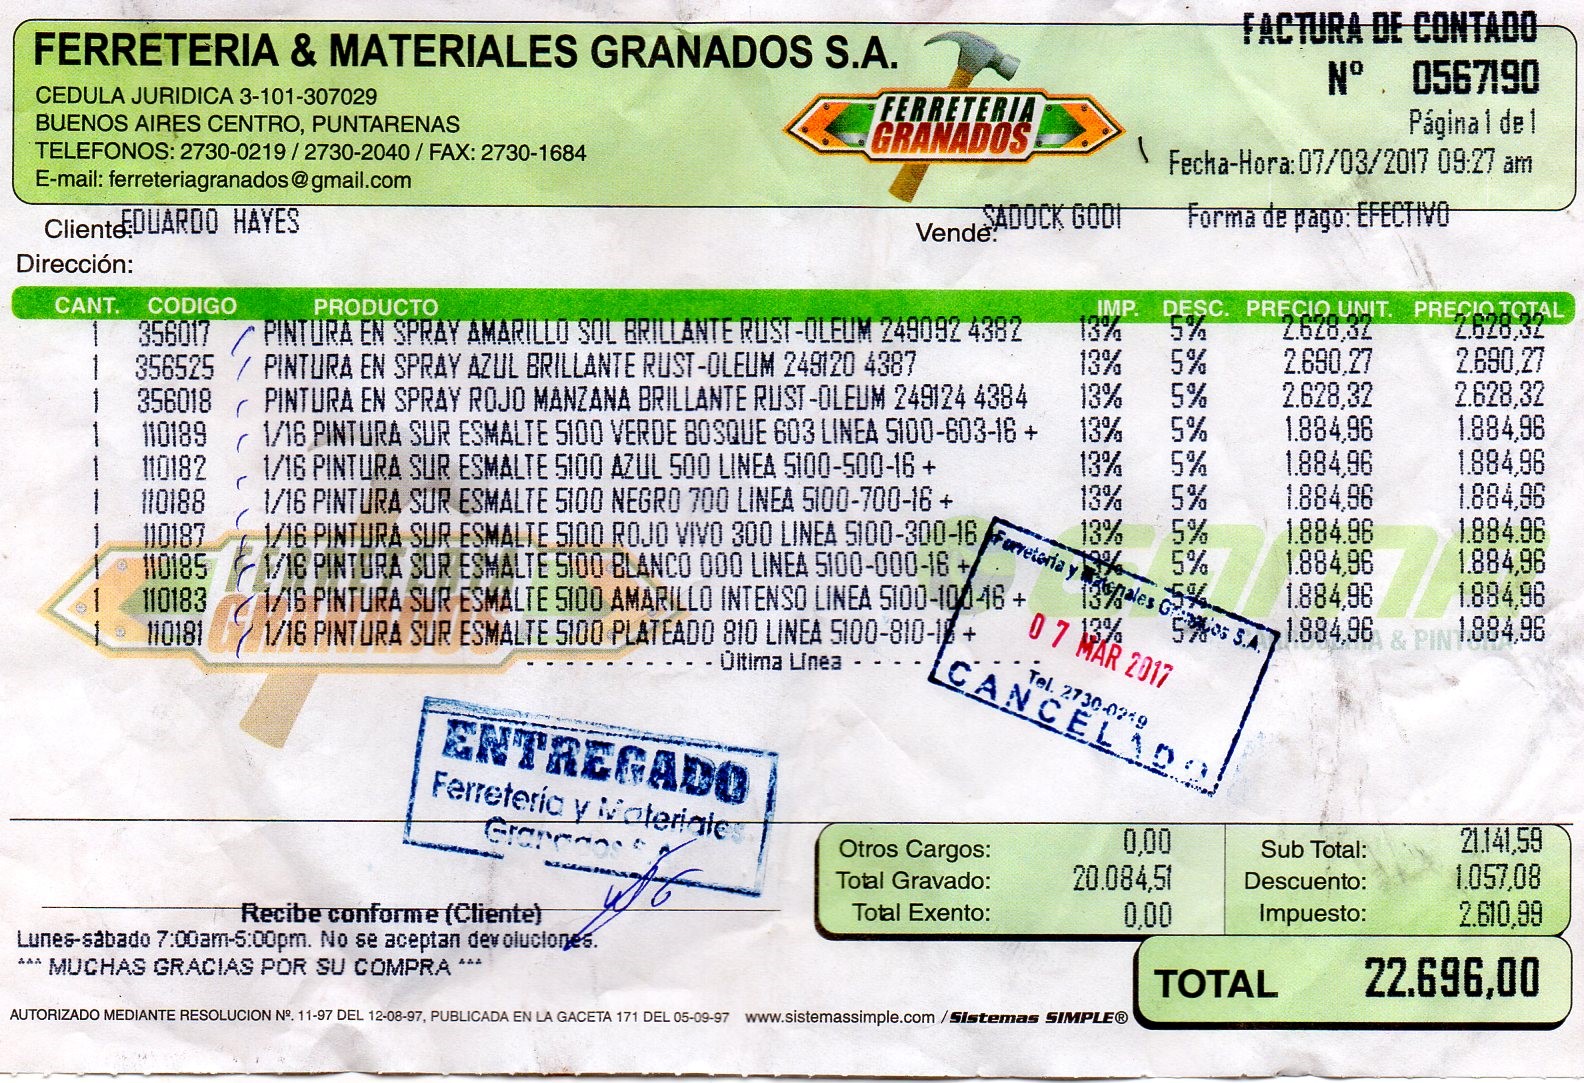 FERRETERIA & MATERIALES GRANADOS S.A.
CEDULA JURIDICA 3-101-307029
BUENOS AIRES CENTRO, PUNTARENAS
TELEFONOS: 2730-0219 / 2730-2040 / FAX: 2730-1684
E-mail: ferreteriagranados@gmail.com
FERRETERIA
GRANADOS
FACTURA DE CONTADO
Nº 0567190
Página 1 de 1
Fecha-Hora: 07/03/2017 09:27 am
Cliente: EDUARDO HAYES Vende: SADOCK GODI Forma de pago: EFECTIVO
Dirección:
CANT. CODIGO PRODUCTO IMP. DESC. PRECIO UNIT. PRECIO TOTAL
1 356017 PINTURA EN SPRAY AMARILLO SOL BRILLANTE RUST-OLEUM 249092 4382 13% 5% 2.628,32 2.628,32
1 356525 PINTURA EN SPRAY AZUL BRILLANTE RUST-OLEUM 249120 4387 13% 5% 2.690,27 2.690,27
1 356018 PINTURA EN SPRAY ROJO MANZANA BRILLANTE RUST-OLEUM 249124 4384 13% 5% 2.628,32 2.628,32
1 110189 1/16 PINTURA SUR ESMALTE 5100 VERDE BOSQUE 603 LINEA 5100-603-16 + 13% 5% 1.884,96 1.884,96
1 110182 1/16 PINTURA SUR ESMALTE 5100 AZUL 500 LINEA 5100-500-16 + 13% 5% 1.884,96 1.884,96
1 110188 1/16 PINTURA SUR ESMALTE 5100 NEGRO 700 LINEA 5100-700-16 + 13% 5% 1.884,96 1.884,96
1 110187 1/16 PINTURA SUR ESMALTE 5100 ROJO VIVO 300 LINEA 5100-300-16 13% 5% 1.884,96 1.884,96
1 110185 1/16 PINTURA SUR ESMALTE 5100 BLANCO 000 LINEA 5100-000-16 + 13% 5% 1.884,96 1.884,96
1 110183 1/16 PINTURA SUR ESMALTE 5100 AMARILLO INTENSO LINEA 5100-100-16 + 13% 5% 1.884,96 1.884,96
1 110181 1/16 PINTURA SUR ESMALTE 5100 PLATEADO 810 LINEA 5100-810-16 + 13% 5% 1.884,96 1.884,96
- - - - - - - - - - - - Última Línea - - - - - - - - - - - -
FERRETERIA
GRANADOS
Ferretería y Materiales Granados S.A.
07 MAR 2017
Tel. 2730-0219
CANCELADO
ENTREGADO
Ferretería y Materiales
Granados S.A.
Otros Cargos: 0,00 Sub Total: 21.141,59
Total Gravado: 20.084,51 Descuento: 1.057,08
Total Exento: 0,00 Impuesto: 2.610,99
TOTAL 22.696,00
Recibe conforme (Cliente)
Lunes-sábado 7:00am-5:00pm. No se aceptan devoluciones.
*** MUCHAS GRACIAS POR SU COMPRA ***
AUTORIZADO MEDIANTE RESOLUCION Nº. 11-97 DEL 12-08-97, PUBLICADA EN LA GACETA 171 DEL 05-09-97 www.sistemassimple.com / Sistemas SIMPLE®